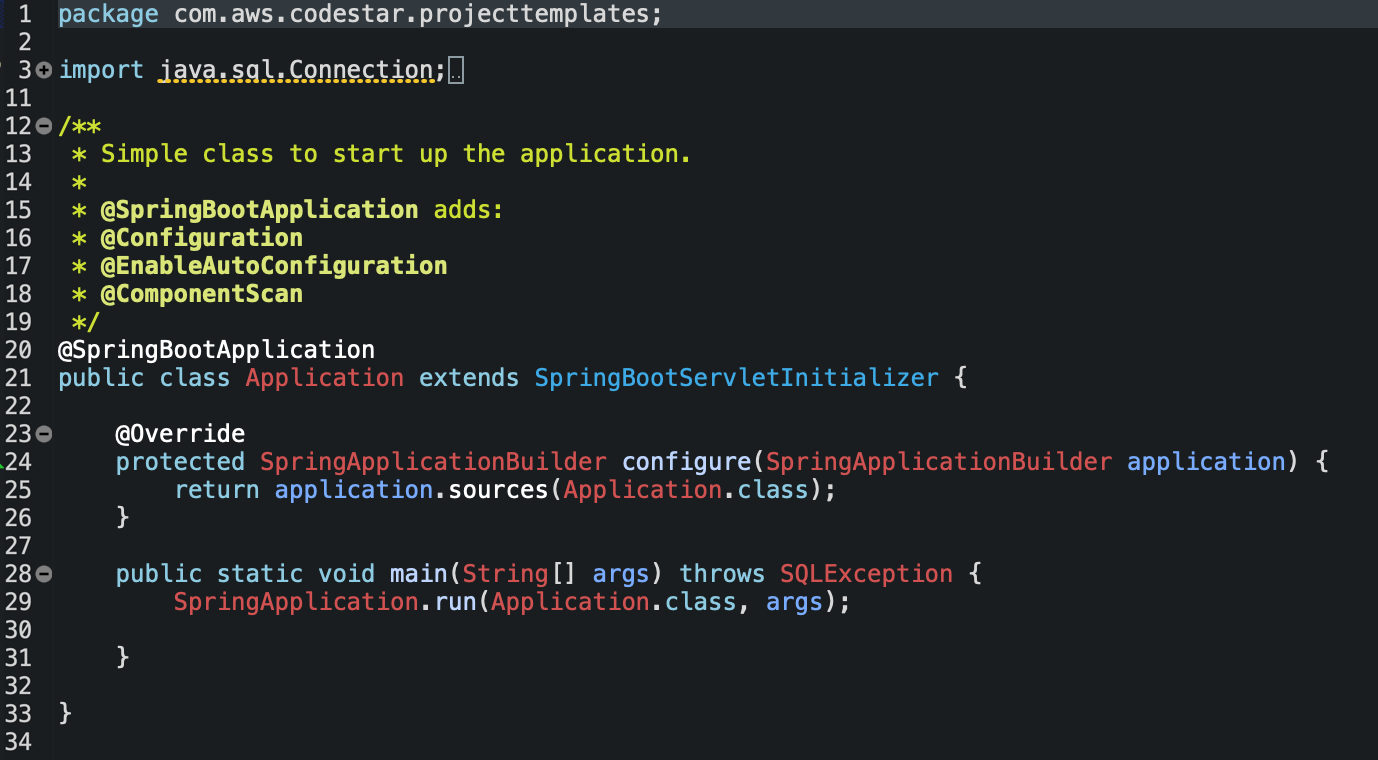 1 package com.aws.codestar.projecttemplates;
2
3 import java.sql.Connection;
11
12 /**
13 * Simple class to start up the application.
14 *
15 * @SpringBootApplication adds:
16 * @Configuration
17 * @EnableAutoConfiguration
18 * @ComponentScan
19 */
20 @SpringBootApplication
21 public class Application extends SpringBootServletInitializer {
22
23 @Override
24 protected SpringApplicationBuilder configure(SpringApplicationBuilder application) {
25 return application.sources(Application.class);
26 }
27
28 public static void main(String[] args) throws SQLException {
29 SpringApplication.run(Application.class, args);
30
31 }
32
33 }
34